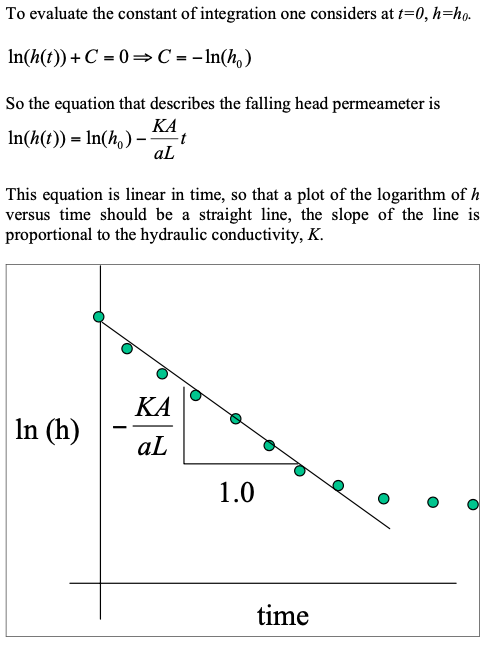 To evaluate the constant of integration one considers at t=0, h=h₀.
ln(h(t)) + C = 0 ⇒ C = − ln(h₀)
So the equation that describes the falling head permeameter is
ln(h(t)) = ln(h₀) − KA/aL t
This equation is linear in time, so that a plot of the logarithm of h
versus time should be a straight line, the slope of the line is
proportional to the hydraulic conductivity, K.
ln (h)
− KA/aL
1.0
time